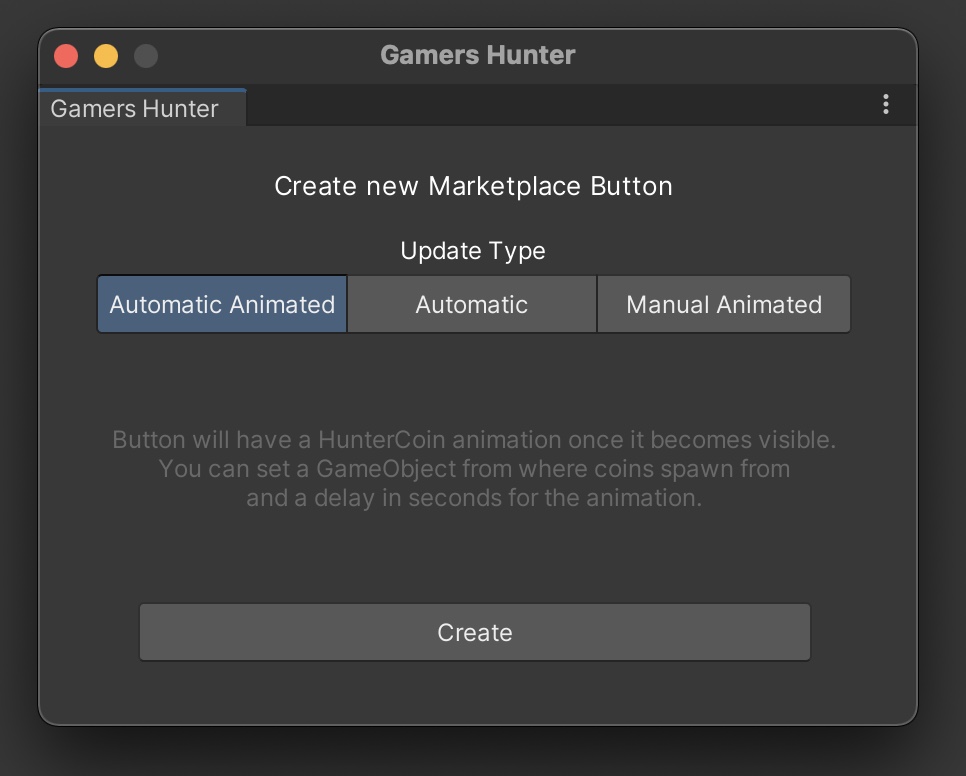 Gamers Hunter
Gamers Hunter
Create new Marketplace Button
Update Type
Automatic Animated
Automatic
Manual Animated
Button will have a HunterCoin animation once it becomes visible.
You can set a GameObject from where coins spawn from
and a delay in seconds for the animation.
Create